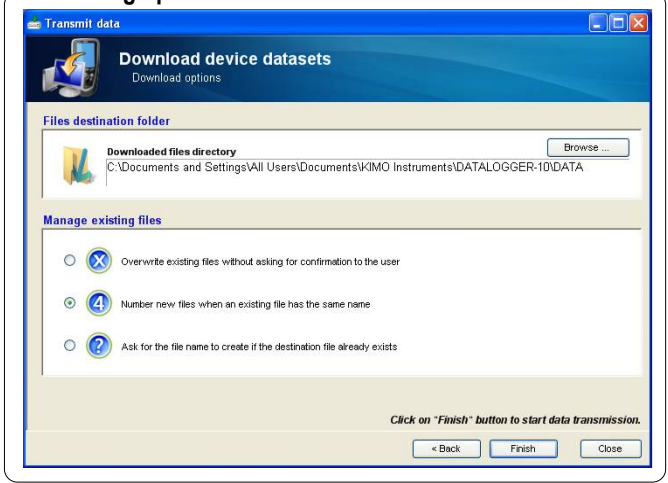 Transmit data
Download device datasets
Download options
Files destination folder
Downloaded files directory
Browse ...
C:\Documents and Settings\All Users\Documents\KIMO Instruments\DATALOGGER-10\DATA
Manage existing files
X Overwrite existing files without asking for confirmation to the user
4 Number new files when an existing file has the same name
? Ask for the file name to create if the destination file already exists
Click on "Finish" button to start data transmission.
« Back Finish Close